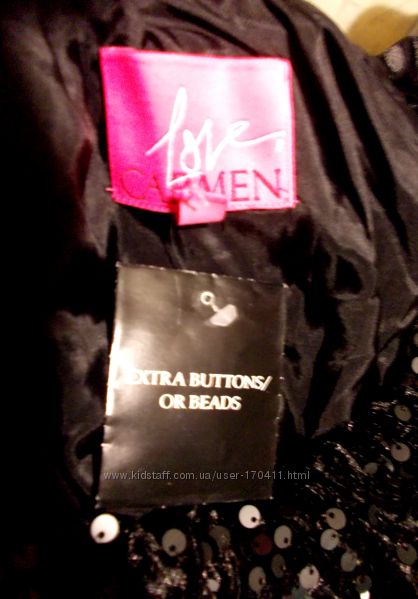 Love,
CARMEN
EXTRA BUTTONS/
OR BEADS
www.kidstaff.com.ua/user-170411.html